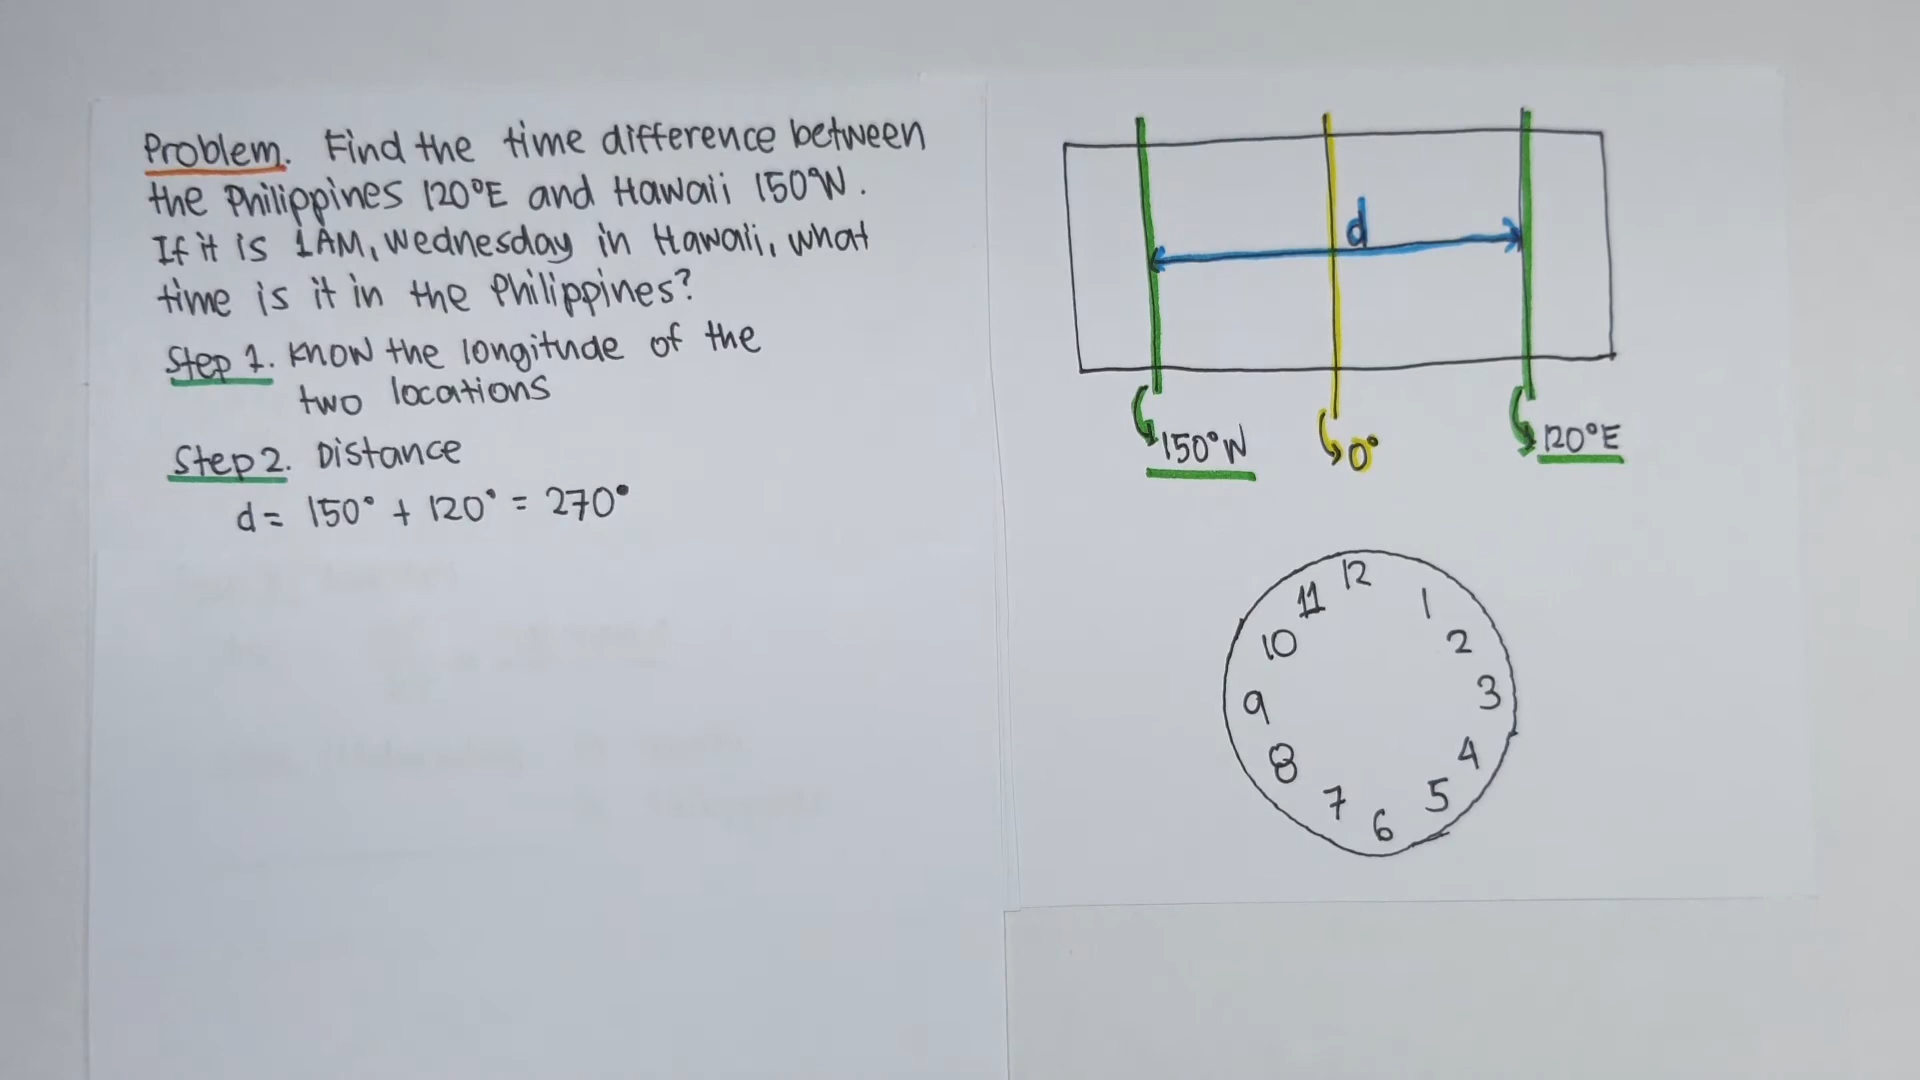 Problem. Find the time difference between
the Philippines 120°E and Hawaii 150°W.
If it is 1AM, Wednesday in Hawaii, what
time is it in the Philippines?
Step 1. Know the longitude of the
two locations
Step 2. Distance
d = 150° + 120° = 270°
d
150°W
0°
120°E
12
1
2
3
4
5
6
7
8
9
10
11